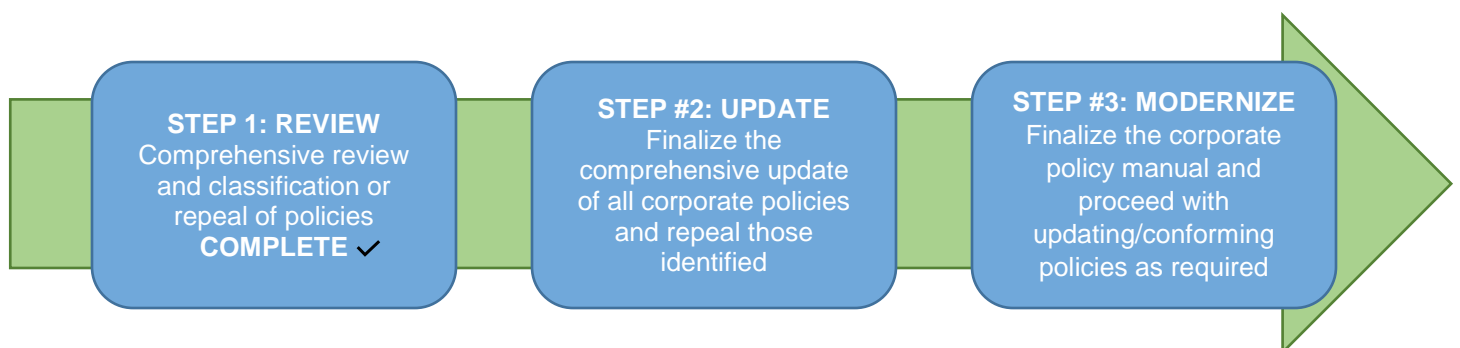 STEP 1: REVIEW
Comprehensive review
and classification or
repeal of policies
COMPLETE ✓
STEP #2: UPDATE
Finalize the
comprehensive update
of all corporate policies
and repeal those
identified
STEP #3: MODERNIZE
Finalize the corporate
policy manual and
proceed with
updating/conforming
policies as required